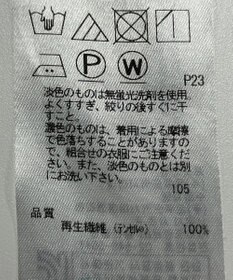 P W
P23
淡色のものは無蛍光洗剤を使用、
よくすすぎ、絞りの後すぐに干
すこと。
濃色のものは、着用による摩擦
で色落ちすることがありますの
で、組合せの衣服にご注意くだ
さい。また、淡色のものとは別
にお洗い下さい。
105
品質
再生繊維 (テンセル®) 100%